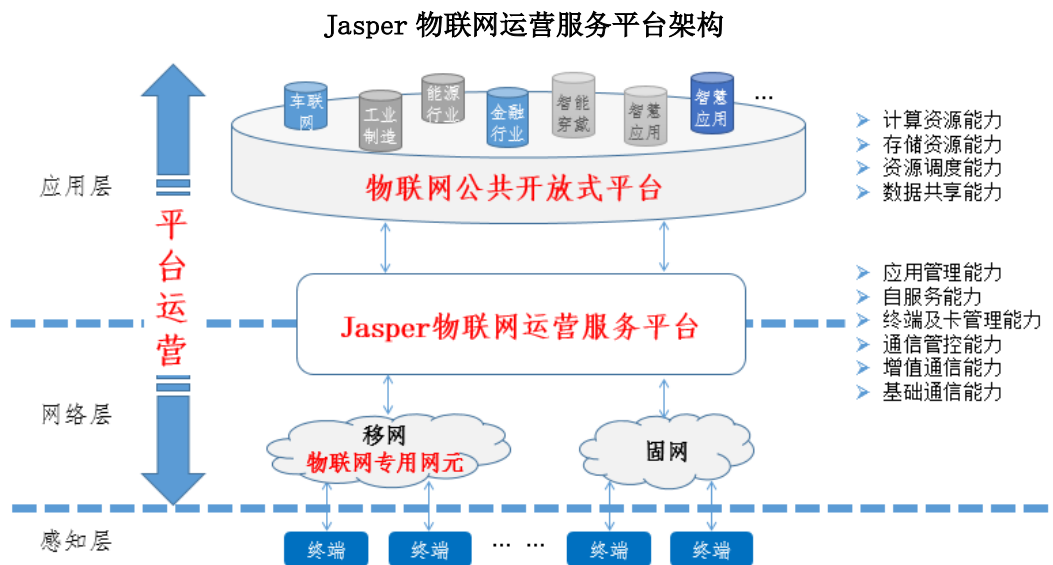 Jasper 物联网运营服务平台架构
车联
网
工业
制造
能源
行业
金融
行业
智能
穿戴
智慧
应用
智慧
应用
...
物联网公共开放式平台
应用层
平台运营
计算资源能力
存储资源能力
资源调度能力
数据共享能力
Jasper物联网运营服务平台
应用管理能力
自服务能力
终端及卡管理能力
通信管控能力
增值通信能力
基础通信能力
网络层
移网
物联网专用网元
固网
感知层
终端
终端
... ...
终端
终端